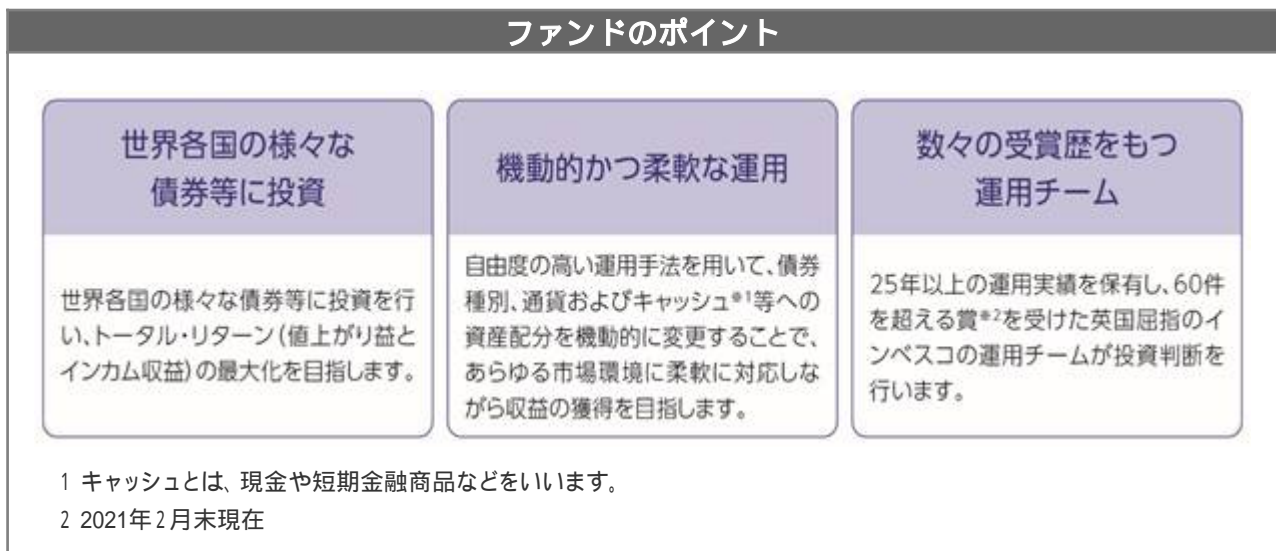 ファンドのポイント
世界各国の様々な
債券等に投資
世界各国の様々な債券等に投資を行
い、トータル・リターン(値上がり益と
インカム収益)の最大化を目指します。
機動的かつ柔軟な運用
自由度の高い運用手法を用いて、債券
種別、通貨およびキャッシュ※1等への
資産配分を機動的に変更することで、
あらゆる市場環境に柔軟に対応しな
がら収益の獲得を目指します。
数々の受賞歴をもつ
運用チーム
25年以上の運用実績を保有し、60件
を超える賞※2を受けた英国屈指のイ
ンベスコの運用チームが投資判断を
行います。
1 キャッシュとは、現金や短期金融商品などをいいます。
2 2021年2月末現在